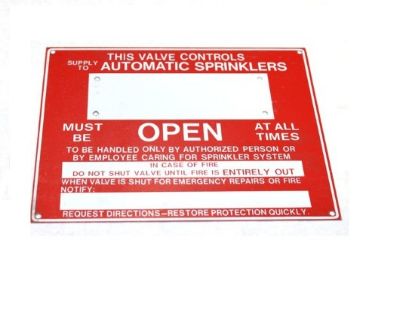 THIS VALVE CONTROLS
SUPPLY TO AUTOMATIC SPRINKLERS
MUST BE OPEN AT ALL TIMES
TO BE HANDLED ONLY BY AUTHORIZED PERSON OR
BY EMPLOYEE CARING FOR SPRINKLER SYSTEM
IN CASE OF FIRE
DO NOT SHUT VALVE UNTIL FIRE IS ENTIRELY OUT
WHEN VALVE IS SHUT FOR EMERGENCY REPAIRS OR FIRE
NOTIFY:
REQUEST DIRECTIONS—RESTORE PROTECTION QUICKLY.